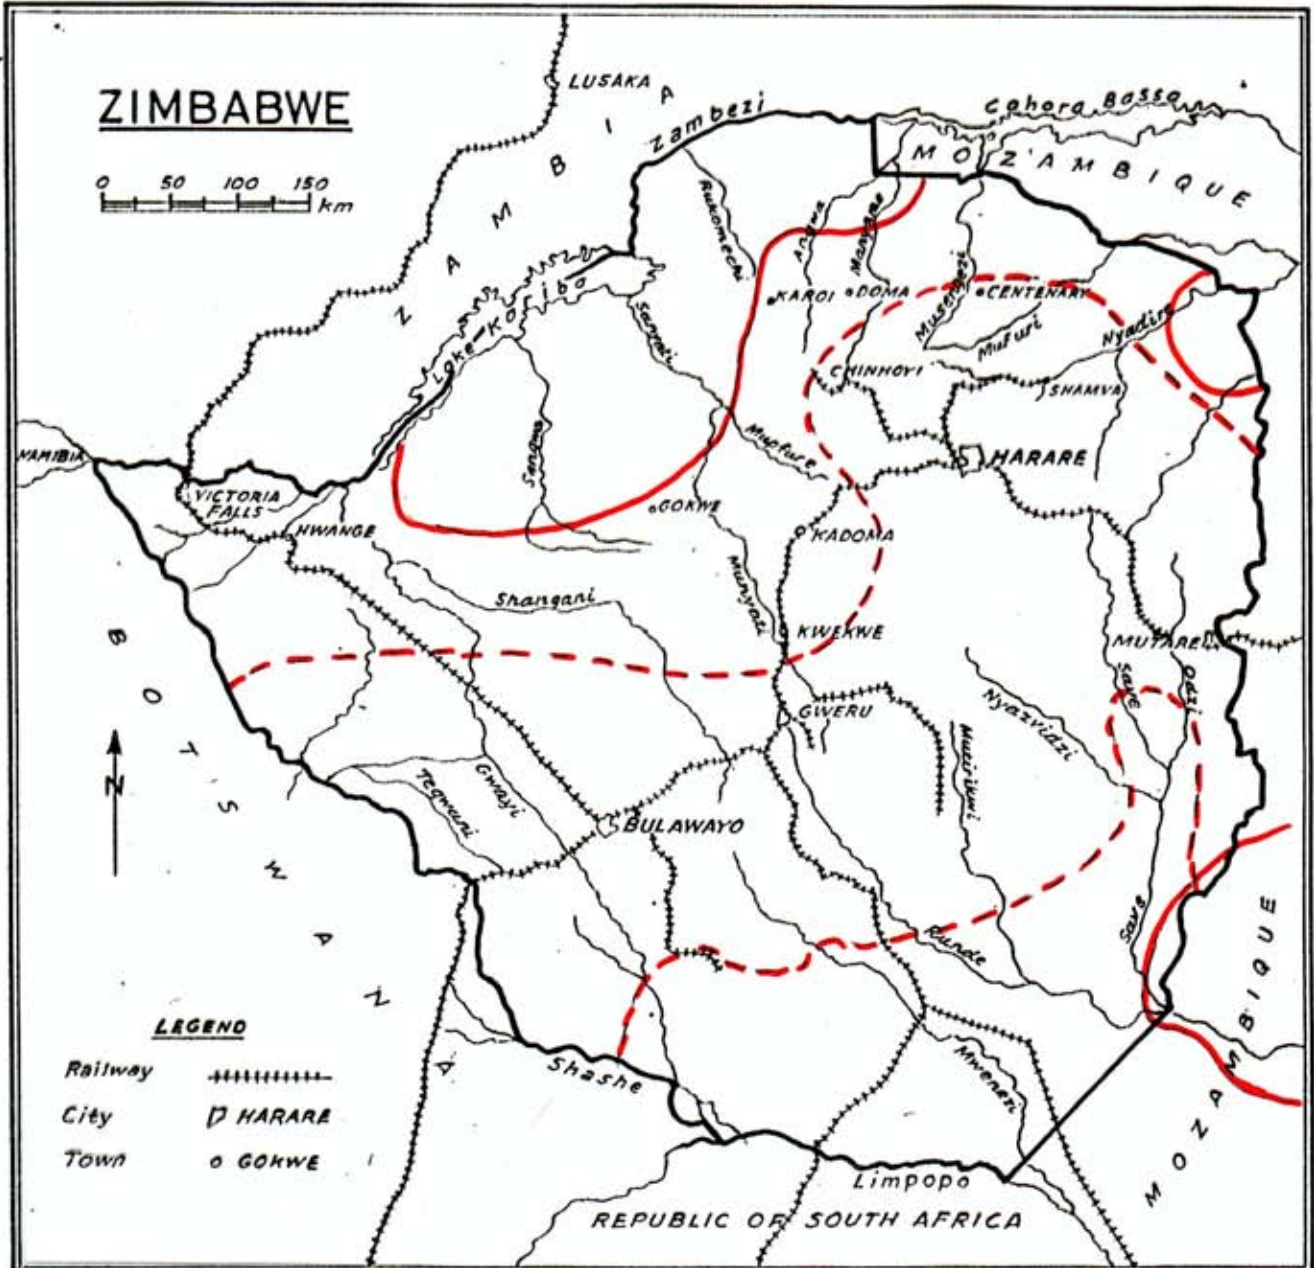 ZIMBABWE
0 50 100 150
km
LUSAKA
ZAMBIA
Zambezi
Cahora Bassa
MOZAMBIQUE
Rukomechi
Angwa
Manyame
Musengezi
KAROI
DOMA
CENTENARY
Mufuri
Nyadire
Lake Kariba
Sanyati
CHINHOYI
SHAMVA
Sengwa
Mupfure
HARARE
NAMIBIA
VICTORIA
FALLS
HWANGE
GOKWE
KADOMA
Munyati
Shangani
KWEKWE
MUTARE
BOTSWANA
Save
Odzi
Nyazvidzi
GWERU
Mucirikwi
N
Tegwani
Gwayi
BULAWAYO
Save
Runde
MOZAMBIQUE
LEGEND
Railway
City HARARE
Town GOKWE
Shashe
Mwenezi
Limpopo
REPUBLIC OF SOUTH AFRICA